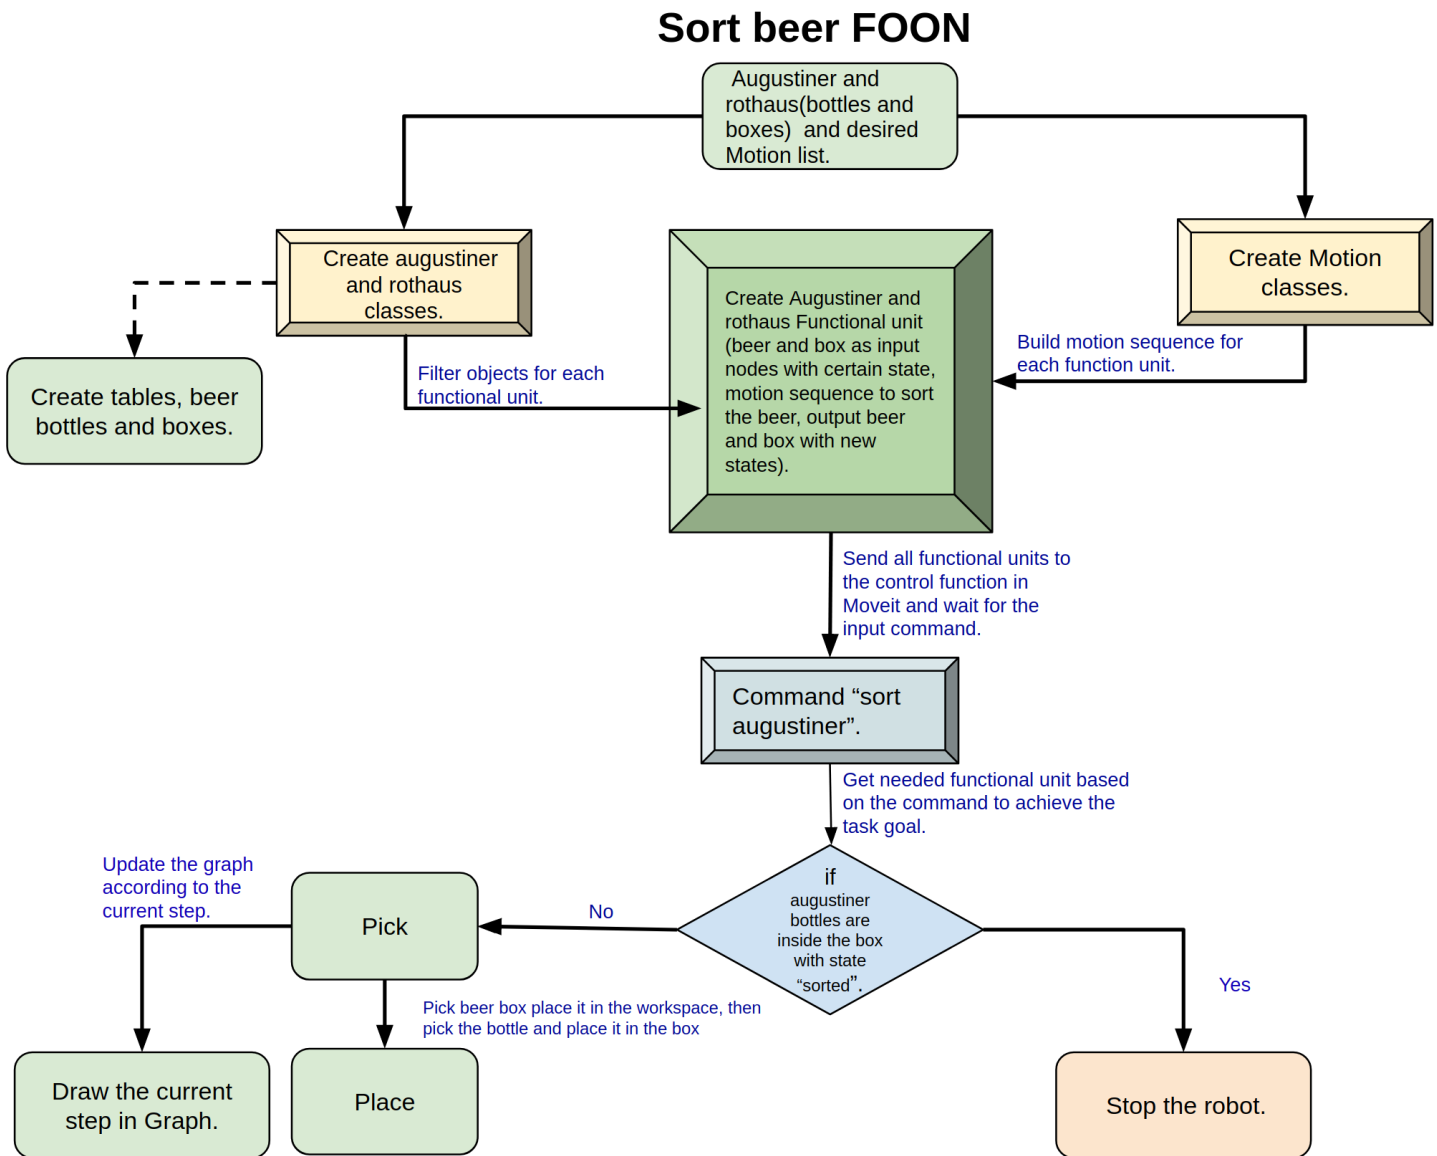 Sort beer FOON
Augustiner and
rothaus(bottles and
boxes)  and desired
Motion list.
Create augustiner
and rothaus
classes.
Create Motion
classes.
Create Augustiner and
rothaus Functional unit
(beer and box as input
nodes with certain state,
motion sequence to sort
the beer, output beer
and box with new
states).
Build motion sequence for
each function unit.
Filter objects for each
functional unit.
Create tables, beer
bottles and boxes.
Send all functional units to
the control function in
Moveit and wait for the
input command.
Command “sort
augustiner”.
Get needed functional unit based
on the command to achieve the
task goal.
if
augustiner
bottles are
inside the box
with state
“sorted”.
No
Yes
Update the graph
according to the
current step.
Pick
Pick beer box place it in the workspace, then
pick the bottle and place it in the box
Draw the current
step in Graph.
Place
Stop the robot.